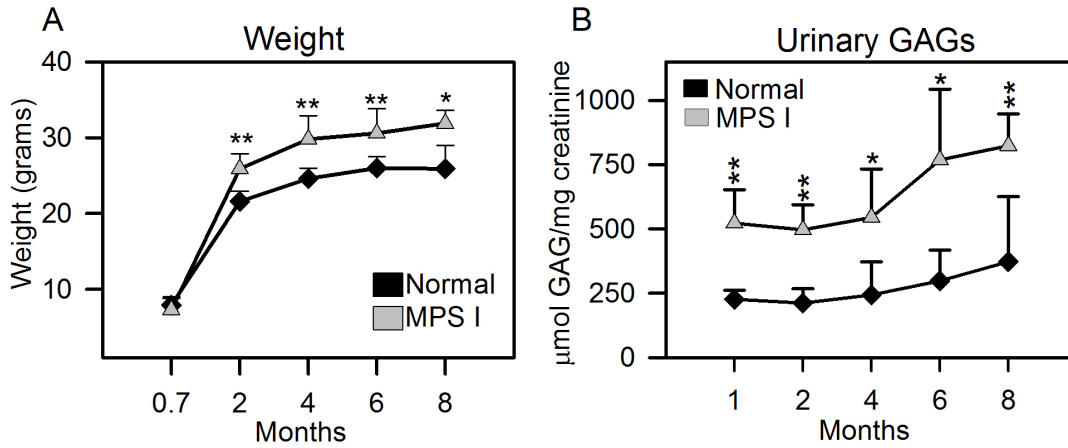 A
Weight
Weight (grams)
40
30
20
10
**
**
**
*
Normal
MPS I
0.7 2 4 6 8
Months
B
Urinary GAGs
µmol GAG/mg creatinine
1000
750
500
250
0
Normal
MPS I
**
**
*
*
**
1 2 4 6 8
Months